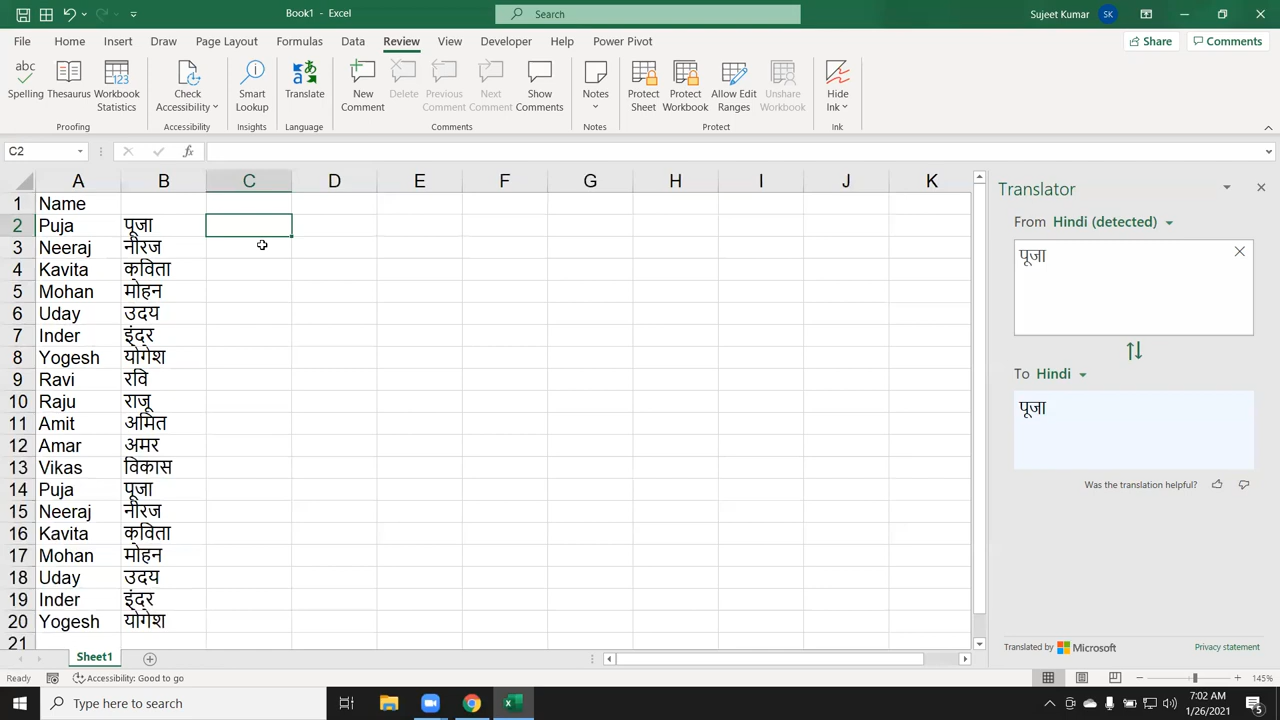 Book1 - Excel
Search
Sujeet Kumar
SK
File Home Insert Draw Page Layout Formulas Data Review View Developer Help Power Pivot
Share Comments
Spelling Thesaurus Workbook Statistics
Check Accessibility
Smart Lookup
Translate
New Comment Delete Previous Comment Next Comment Show Comments
Notes
Protect Sheet Protect Workbook Allow Edit Ranges Unshare Workbook
Hide Ink
Proofing Accessibility Insights Language Comments Notes Protect Ink
C2
fx
A B C D E F G H I J K
1 Name
2 Puja पूजा
3 Neeraj नीरज
4 Kavita कविता
5 Mohan मोहन
6 Uday उदय
7 Inder इंदर
8 Yogesh योगेश
9 Ravi रवि
10 Raju राजू
11 Amit अमित
12 Amar अमर
13 Vikas विकास
14 Puja पूजा
15 Neeraj नीरज
16 Kavita कविता
17 Mohan मोहन
18 Uday उदय
19 Inder इंदर
20 Yogesh योगेश
21
Translator
From Hindi (detected)
पूजा
To Hindi
पूजा
Was the translation helpful?
Translated by Microsoft
Privacy statement
Sheet1
Ready
Accessibility: Good to go
145%
Type here to search
7:02 AM
1/26/2021
5